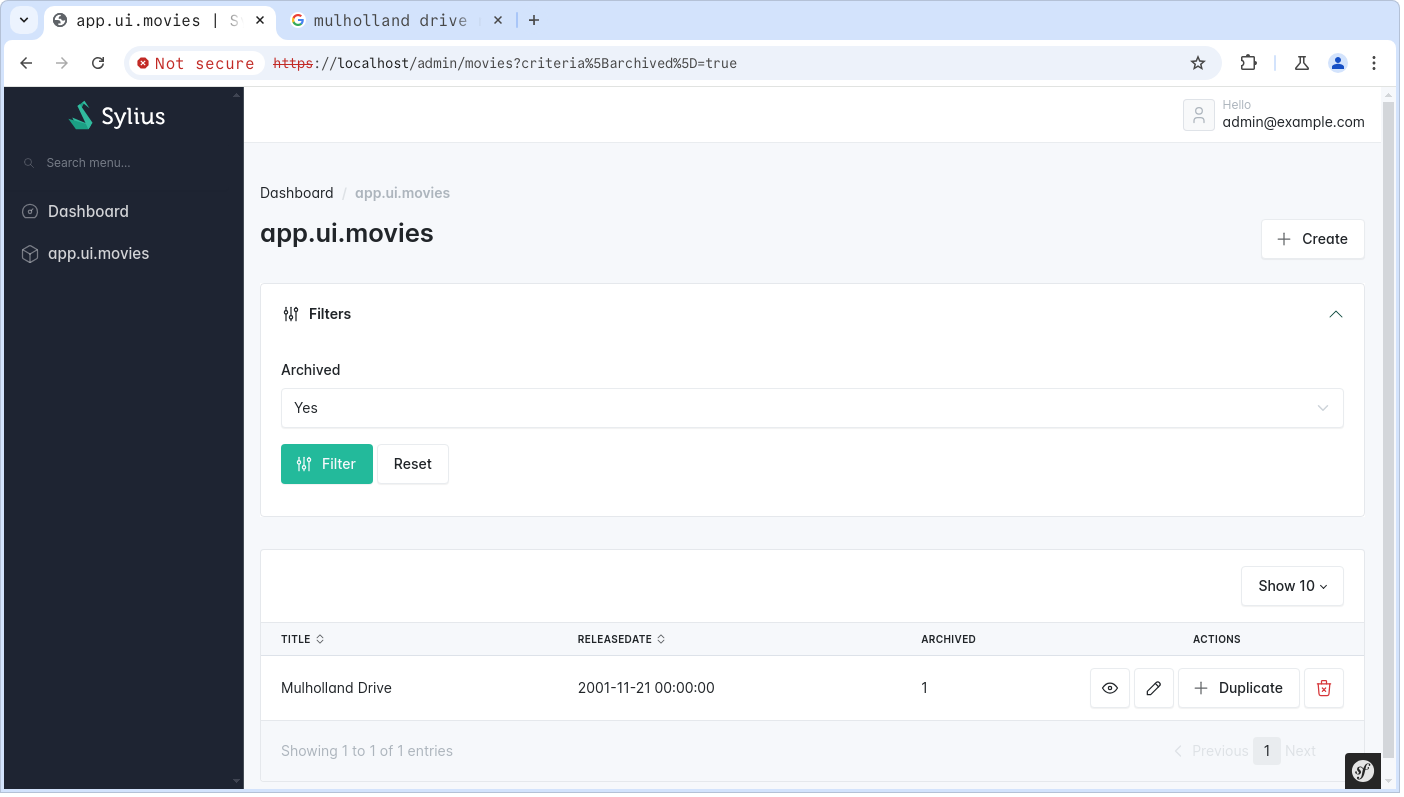 app.ui.movies | S
mulholland drive
Not secure
https://localhost/admin/movies?criteria%5Barchived%5D=true
Sylius
Search menu...
Dashboard
app.ui.movies
Hello
admin@example.com
Dashboard / app.ui.movies
app.ui.movies
Create
Filters
Archived
Yes
Filter
Reset
Show 10
TITLE RELEASEDATE ARCHIVED ACTIONS
Mulholland Drive 2001-11-21 00:00:00 1 Duplicate
Showing 1 to 1 of 1 entries
Previous 1 Next
sf